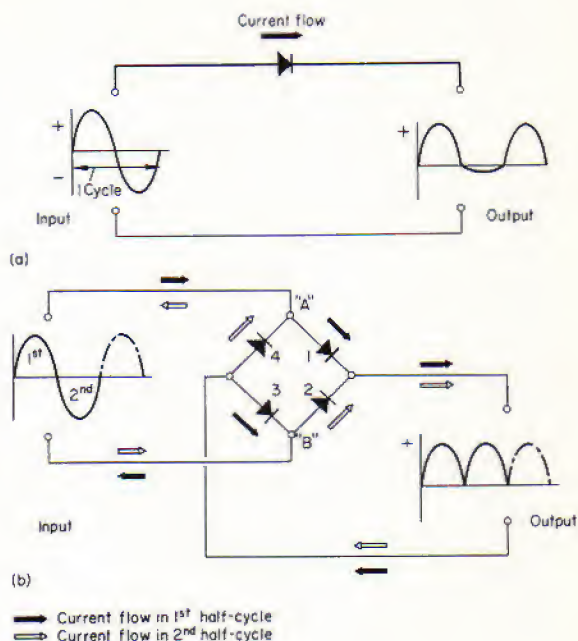 Current flow
+
−
1 Cycle
Input
+
Output
(a)
"A"
1st
2nd
4
1
3
2
"B"
+
Input
Output
(b)
Current flow in 1st half-cycle
Current flow in 2nd half-cycle